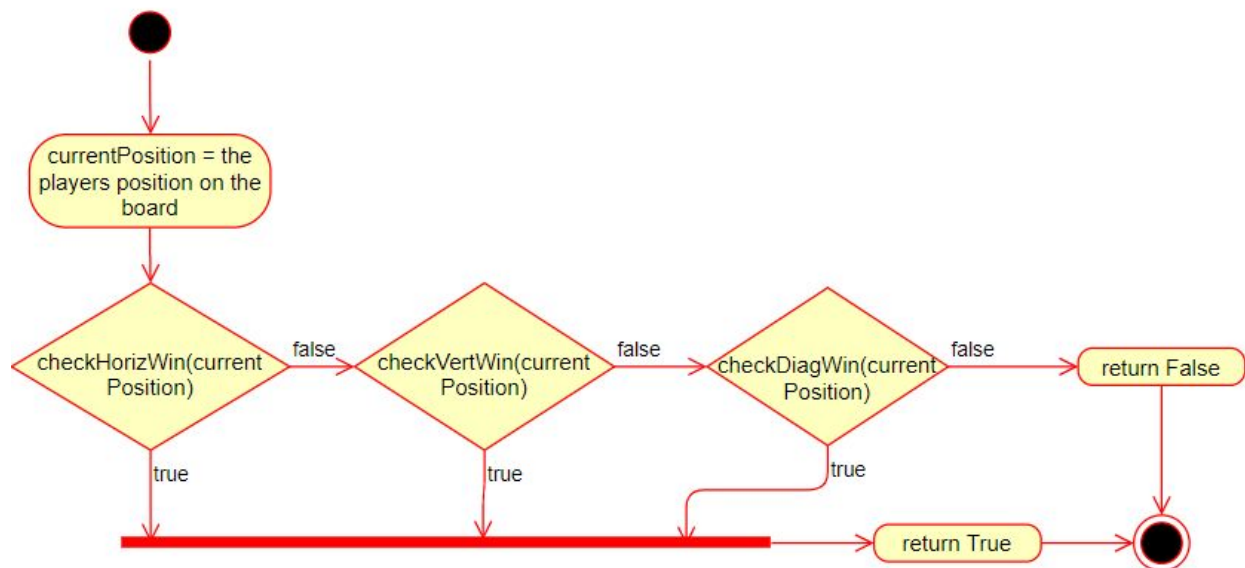 currentPosition = the
players position on the
board
checkHorizWin(current
Position)
false
checkVertWin(current
Position)
false
checkDiagWin(current
Position)
false
return False
true
true
true
return True